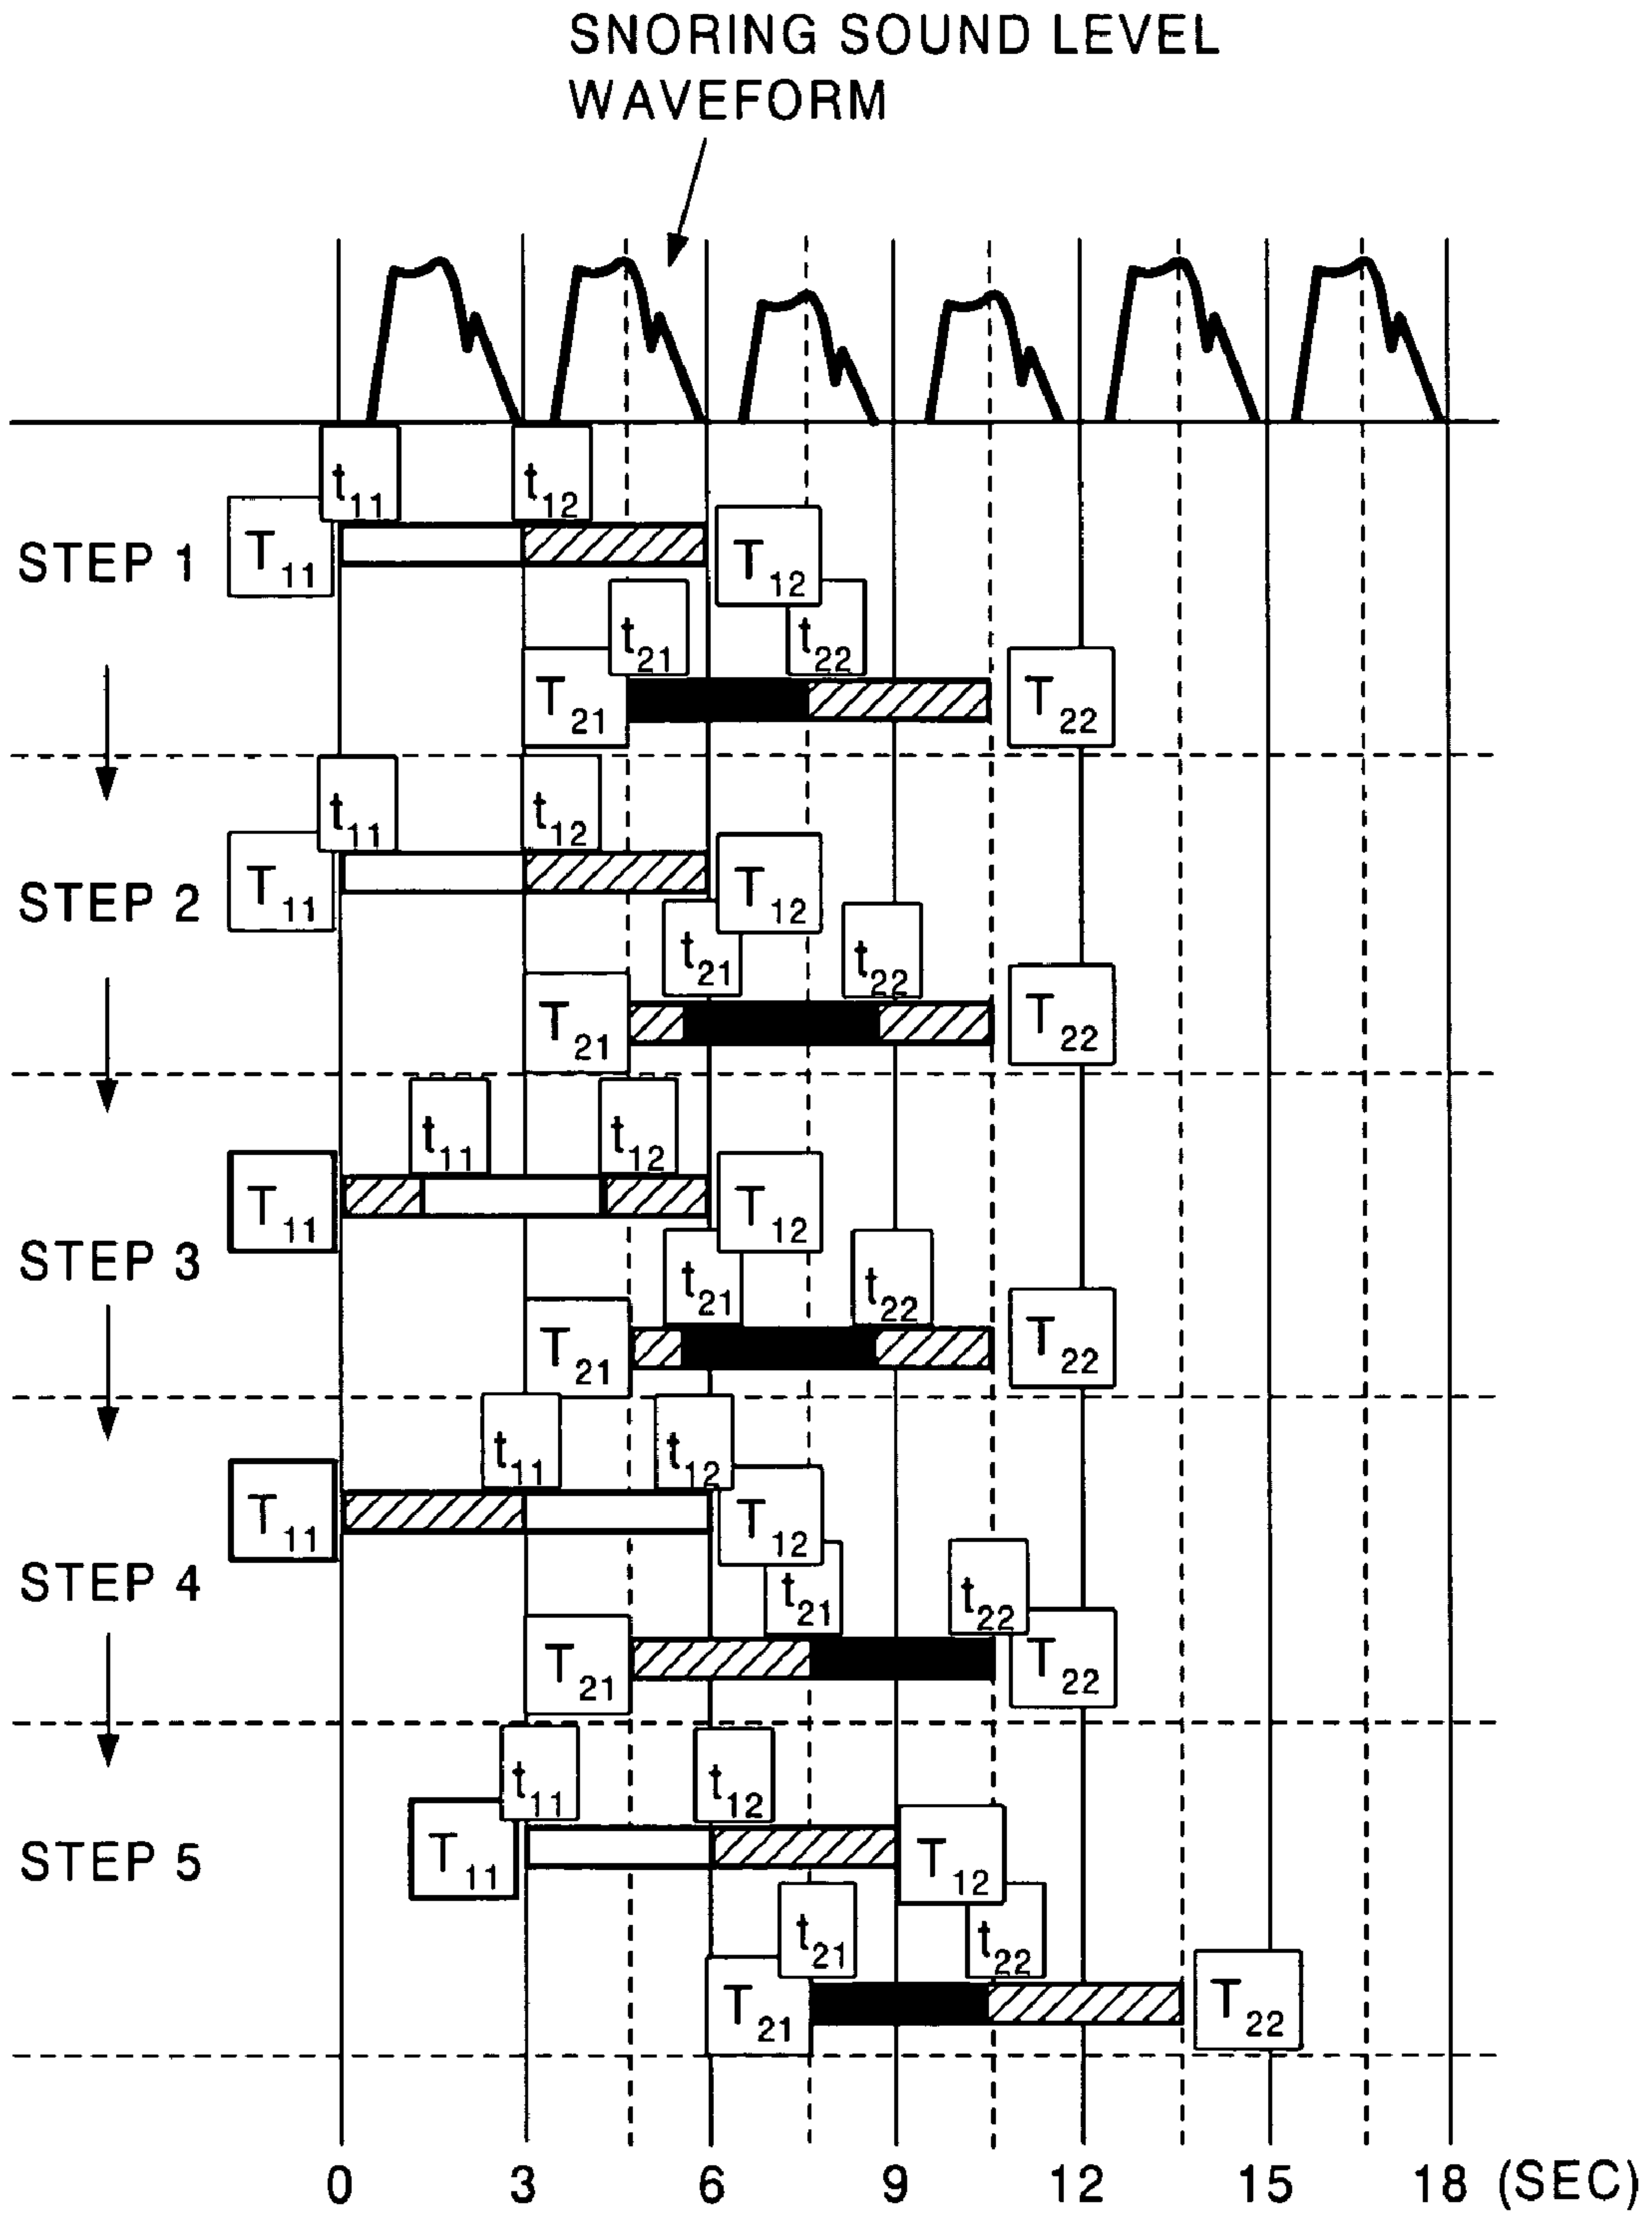 SNORING SOUND LEVEL
WAVEFORM
t11 t12
STEP 1 T11 T12
t21 t22
T21 T22
t11 t12
STEP 2 T11 T12
t21 t22
T21 T22
t11 t12
T11 T12
STEP 3 t21 t22
T21 T22
t11 t12
T11 T12
STEP 4 t21 t22
T21 T22
t11 t12
STEP 5 T11 T12
t21 t22
T21 T22
0 3 6 9 12 15 18 (SEC)